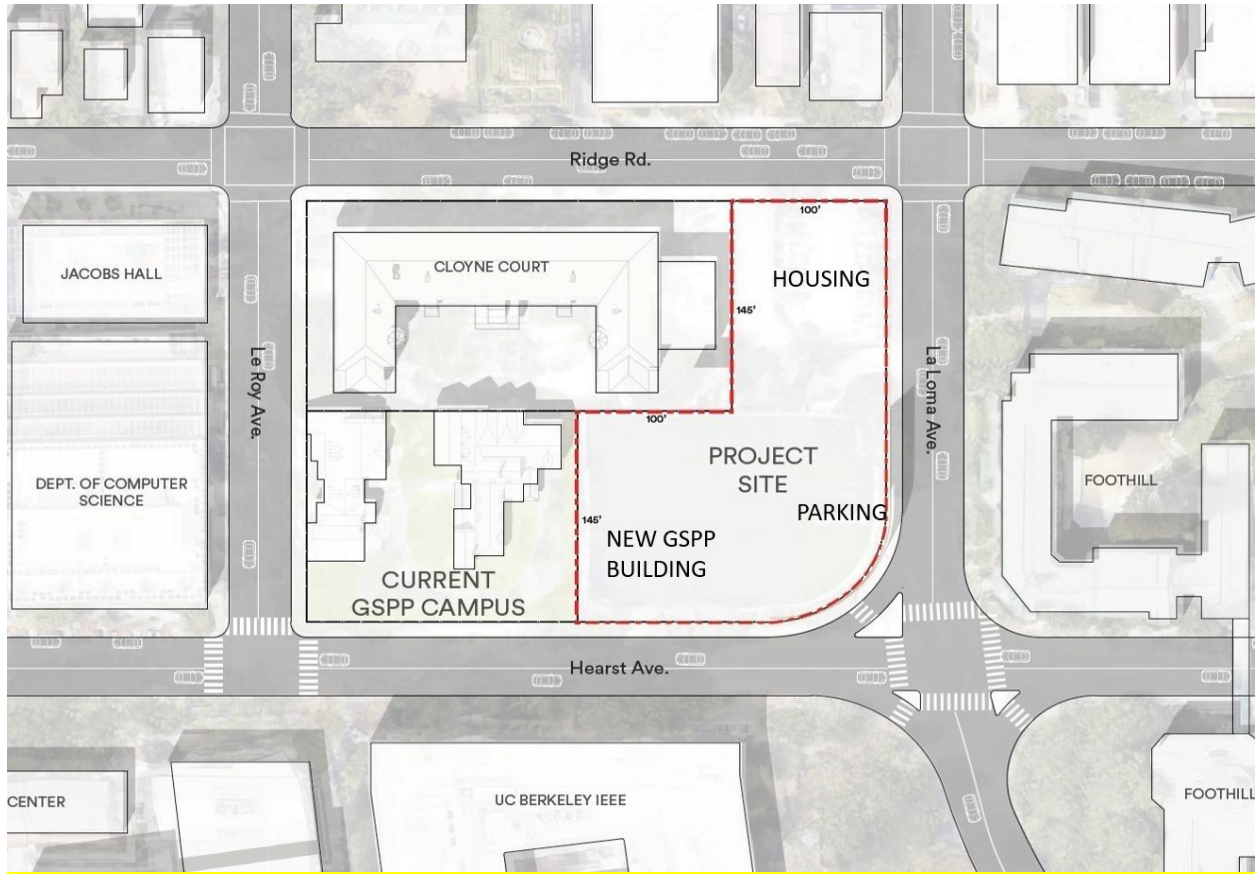 Ridge Rd.
100'
JACOBS HALL
CLOYNE COURT
HOUSING
145'
Le Roy Ave.
La Loma Ave.
100'
PROJECT
SITE
DEPT. OF COMPUTER
SCIENCE
FOOTHILL
PARKING
145'
NEW GSPP
BUILDING
CURRENT
GSPP CAMPUS
Hearst Ave.
CENTER
UC BERKELEY IEEE
FOOTHILL